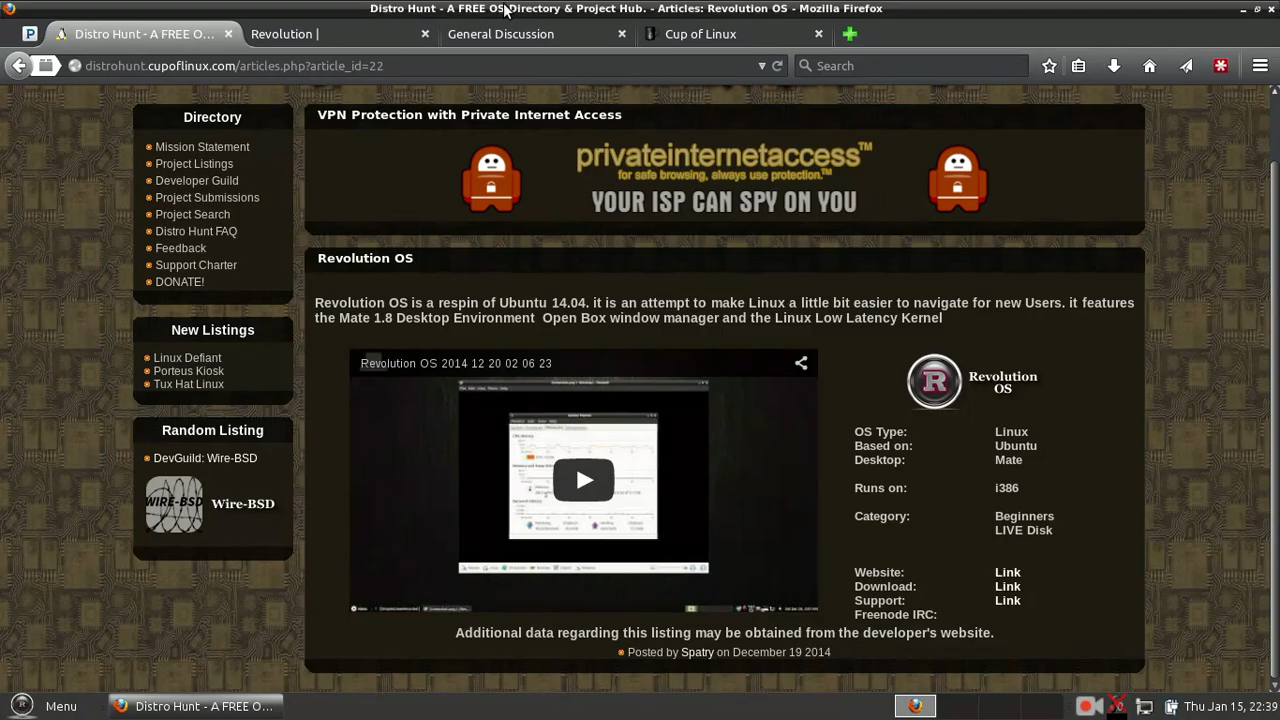 Distro Hunt - A FREE OS Directory & Project Hub. - Articles: Revolution OS - Mozilla Firefox
P
Distro Hunt - A FREE O...
Revolution |
General Discussion
Cup of Linux
distrohunt.cupoflinux.com/articles.php?article_id=22
Search
Directory
Mission Statement
Project Listings
Developer Guild
Project Submissions
Project Search
Distro Hunt FAQ
Feedback
Support Charter
DONATE!
New Listings
Linux Defiant
Porteus Kiosk
Tux Hat Linux
Random Listing
DevGuild: Wire-BSD
WIRE-BSD
Wire-BSD
VPN Protection with Private Internet Access
privateinternetaccess™
for safe browsing, always use protection.™
YOUR ISP CAN SPY ON YOU
Revolution OS
Revolution OS is a respin of Ubuntu 14.04. it is an attempt to make Linux a little bit easier to navigate for new Users. it features
the Mate 1.8 Desktop Environment Open Box window manager and the Linux Low Latency Kernel
Revolution OS 2014 12 20 02 06 23
R
Revolution
OS
OS Type: Linux
Based on: Ubuntu
Desktop: Mate
Runs on: i386
Category: Beginners
LIVE Disk
Website: Link
Download: Link
Support: Link
Freenode IRC:
Additional data regarding this listing may be obtained from the developer's website.
Posted by Spatry on December 19 2014
R
Menu
Distro Hunt - A FREE O...
Thu Jan 15, 22:39